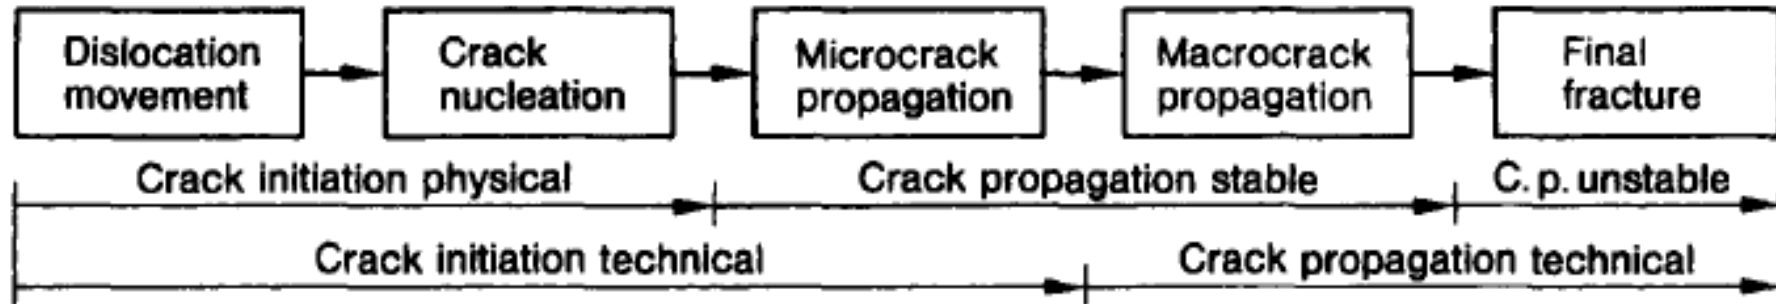 Dislocation
movement
Crack
nucleation
Microcrack
propagation
Macrocrack
propagation
Final
fracture
Crack initiation physical
Crack propagation stable
C. p. unstable
Crack initiation technical
Crack propagation technical